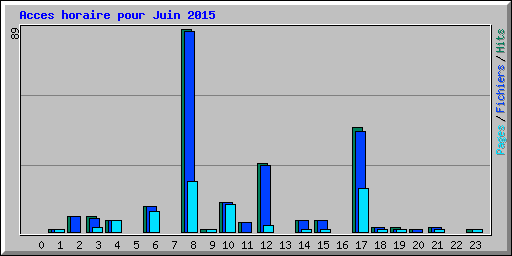 Acces horaire pour Juin 2015
89
Pages / Fichiers / Hits
0 1 2 3 4 5 6 7 8 9 10 11 12 13 14 15 16 17 18 19 20 21 22 23